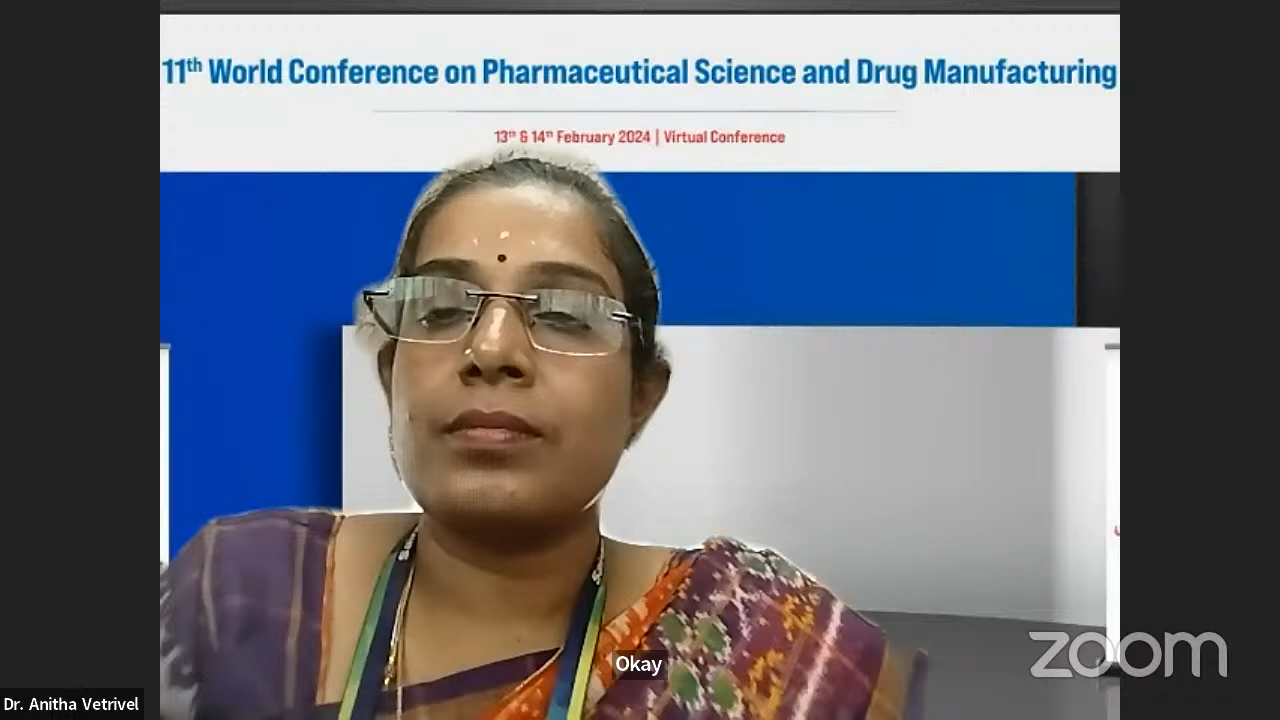 11th World Conference on Pharmaceutical Science and Drug Manufacturing
13th & 14th February 2024 | Virtual Conference
Okay
zoom
Dr. Anitha Vetrivel